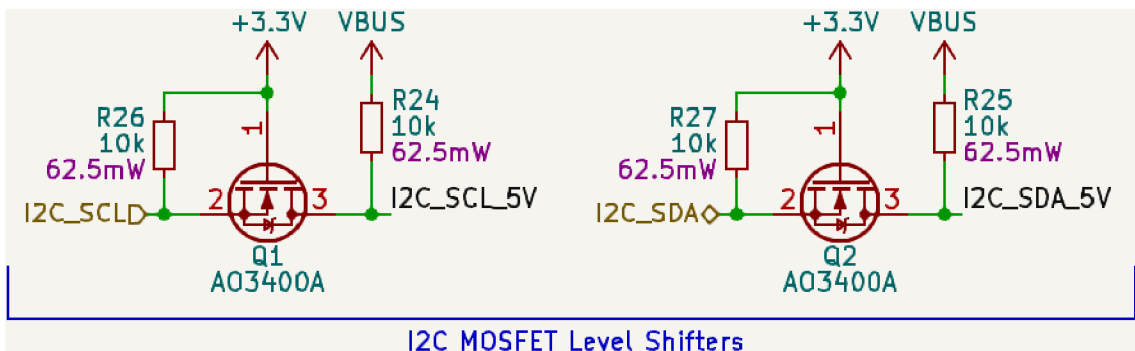 +3.3V VBUS +3.3V VBUS
R26 R24 R27 R25
10k 10k 10k 10k
62.5mW 62.5mW 62.5mW 62.5mW
1 1
I2C_SCL 2 3 I2C_SCL_5V I2C_SDA 2 3 I2C_SDA_5V
Q1 Q2
AO3400A AO3400A
I2C MOSFET Level Shifters